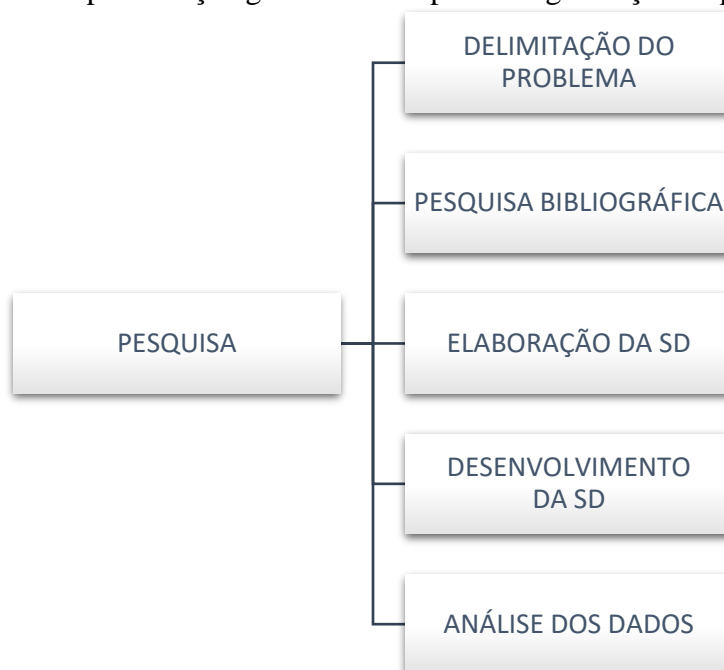 DELIMITAÇÃO DO
PROBLEMA
PESQUISA BIBLIOGRÁFICA
PESQUISA
ELABORAÇÃO DA SD
DESENVOLVIMENTO
DA SD
ANÁLISE DOS DADOS